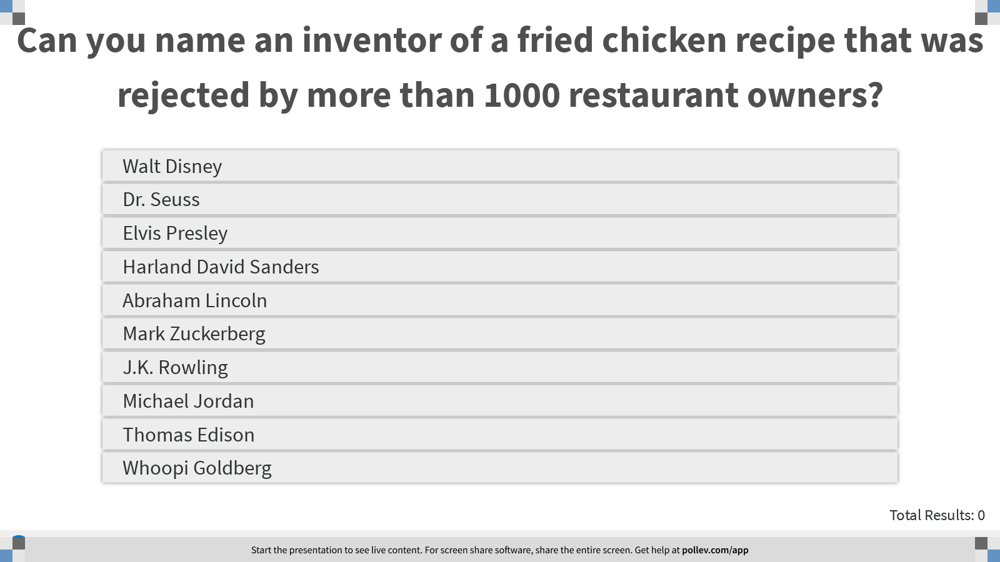 Can you name an inventor of a fried chicken recipe that was
rejected by more than 1000 restaurant owners?
Walt Disney
Dr. Seuss
Elvis Presley
Harland David Sanders
Abraham Lincoln
Mark Zuckerberg
J.K. Rowling
Michael Jordan
Thomas Edison
Whoopi Goldberg
Total Results: 0
Start the presentation to see live content. For screen share software, share the entire screen. Get help at pollev.com/app